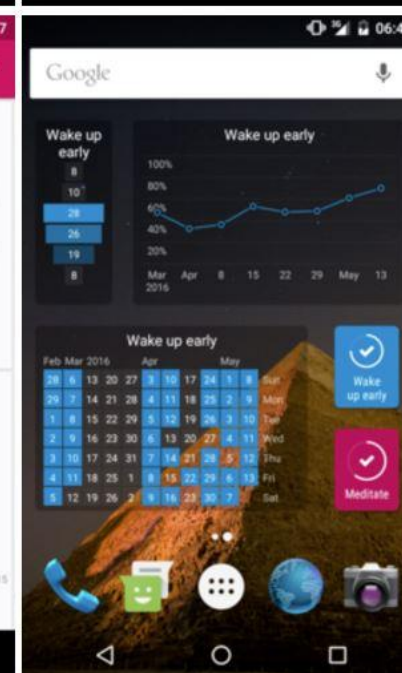 7
3G 06:4
Google
Wake up
early
8
10
28
26
19
8
Wake up early
100%
80%
60%
40%
20%
Mar Apr 8 15 22 29 May 13
2016
Wake up early
Feb Mar 2016 Apr May
28 6 13 20 27 3 10 17 24 1 8 Sun
29 7 14 21 28 4 11 18 25 2 9 Mon
1 8 15 22 29 5 12 19 26 3 10 Tue
2 9 16 23 30 6 13 20 27 4 11 Wed
3 10 17 24 31 7 14 21 28 5 12 Thu
4 11 18 25 1 8 15 22 29 6 13 Fri
5 12 19 26 2 9 16 23 30 7 Sat
Wake
up early
Meditate